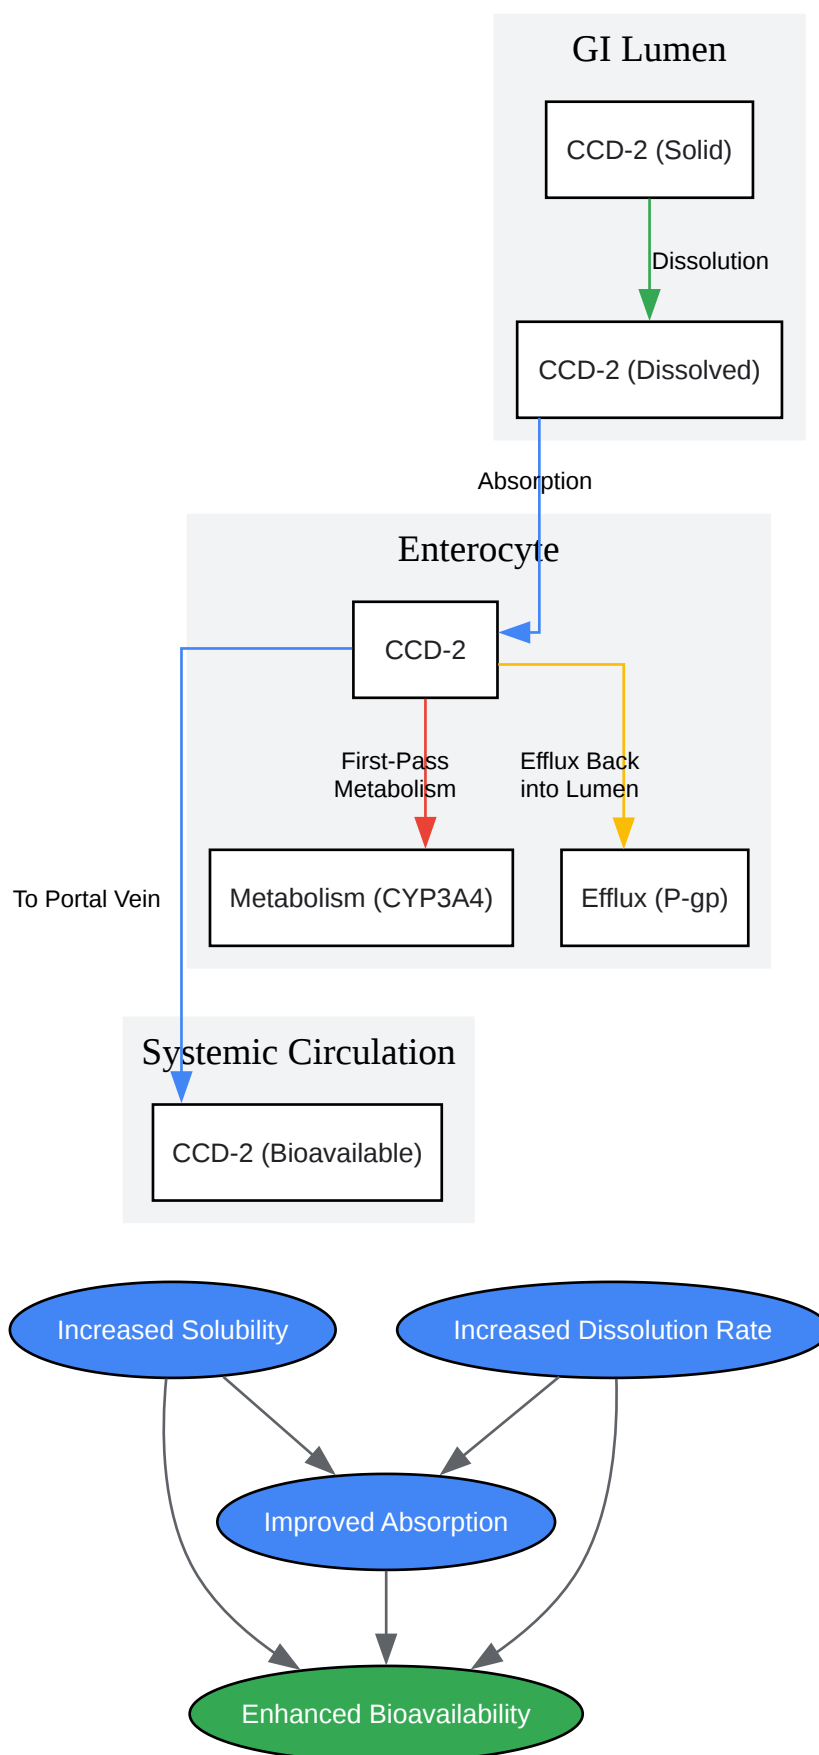 GI Lumen
CCD-2 (Solid)
Dissolution
CCD-2 (Dissolved)
Absorption
Enterocyte
CCD-2
First-Pass
Metabolism
Efflux Back
into Lumen
Metabolism (CYP3A4)
Efflux (P-gp)
To Portal Vein
Systemic Circulation
CCD-2 (Bioavailable)
Increased Solubility
Increased Dissolution Rate
Improved Absorption
Enhanced Bioavailability